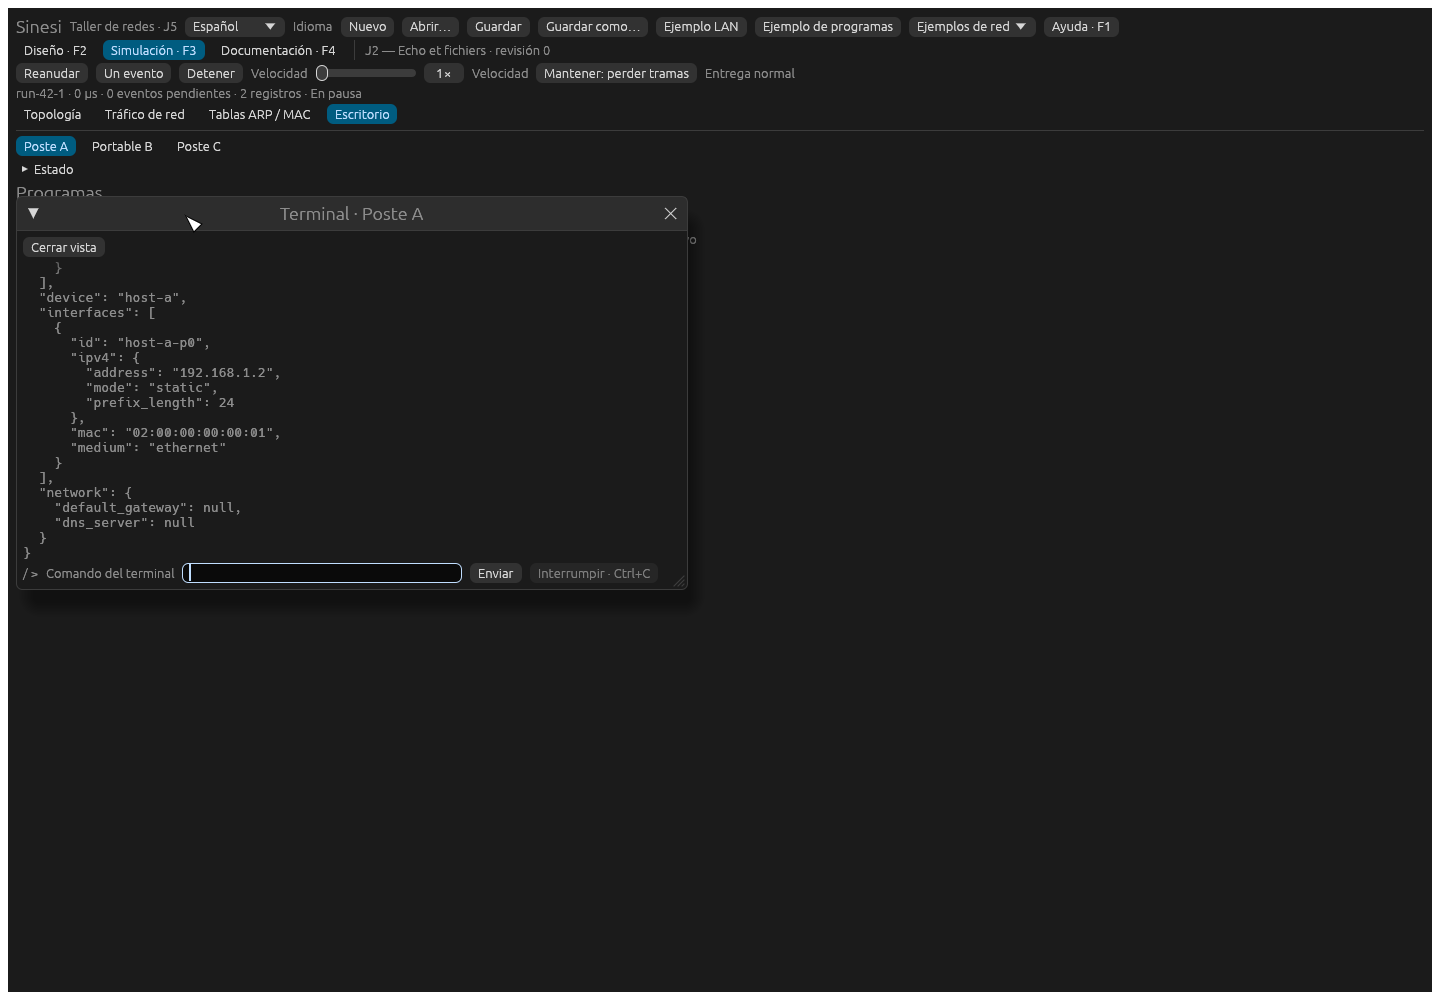 Sinesi Taller de redes · J5 Español Idioma Nuevo Abrir… Guardar Guardar como… Ejemplo LAN Ejemplo de programas Ejemplos de red Ayuda · F1
Diseño · F2 Simulación · F3 Documentación · F4 J2 — Echo et fichiers · revisión 0
Reanudar Un evento Detener Velocidad 1× Velocidad Mantener: perder tramas Entrega normal
run-42-1 · 0 µs · 0 eventos pendientes · 2 registros · En pausa
Topología Tráfico de red Tablas ARP / MAC Escritorio
Poste A Portable B Poste C
Estado
Programas
Terminal · Poste A
Cerrar vista
}
],
"device": "host-a",
"interfaces": [
{
"id": "host-a-p0",
"ipv4": {
"address": "192.168.1.2",
"mode": "static",
"prefix_length": 24
},
"mac": "02:00:00:00:00:01",
"medium": "ethernet"
}
],
"network": {
"default_gateway": null,
"dns_server": null
}
}
/ > Comando del terminal Enviar Interrumpir · Ctrl+C